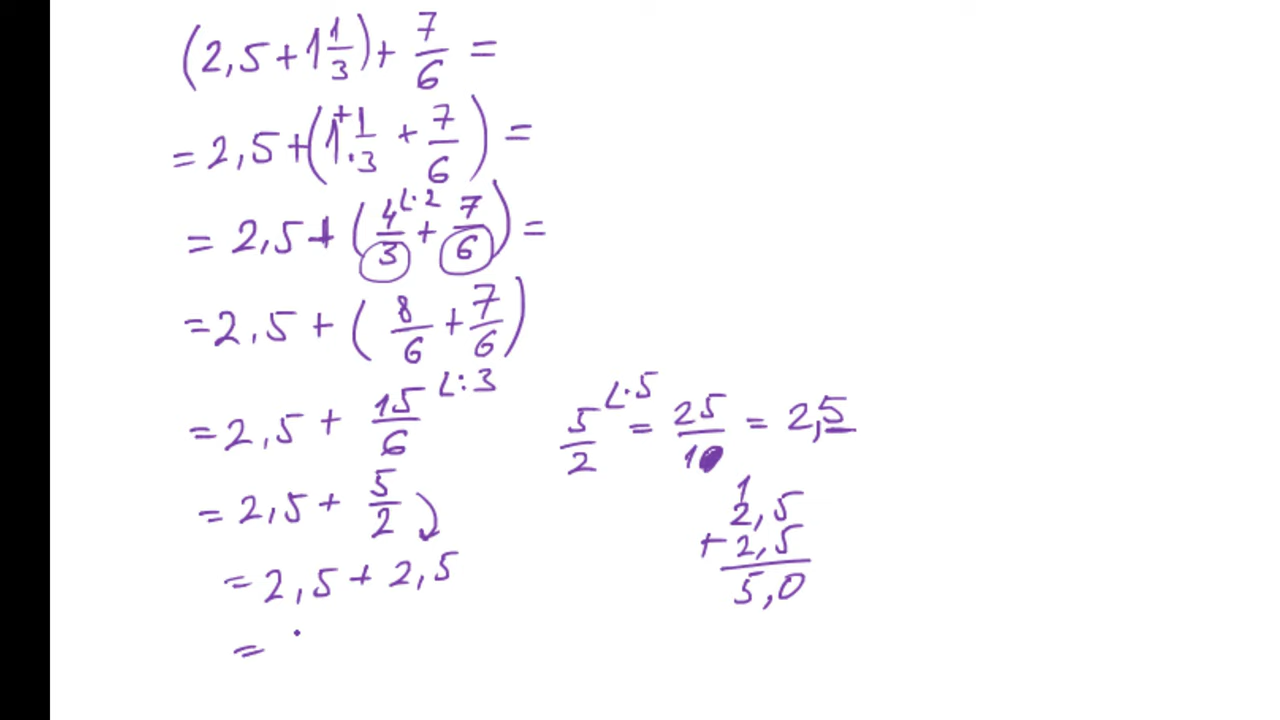 (2,5 + 1 1/3) + 7/6 =
= 2,5 + (1 + 1/·3 + 7/6) =
= 2,5 + (4/3 L·2 + 7/6) =
= 2,5 + (8/6 + 7/6)
= 2,5 + 15/6 L:3
= 2,5 + 5/2
= 2,5 + 2,5
=
5/2 L·5 = 25/10 = 2,5
1
2,5
+ 2,5
5,0